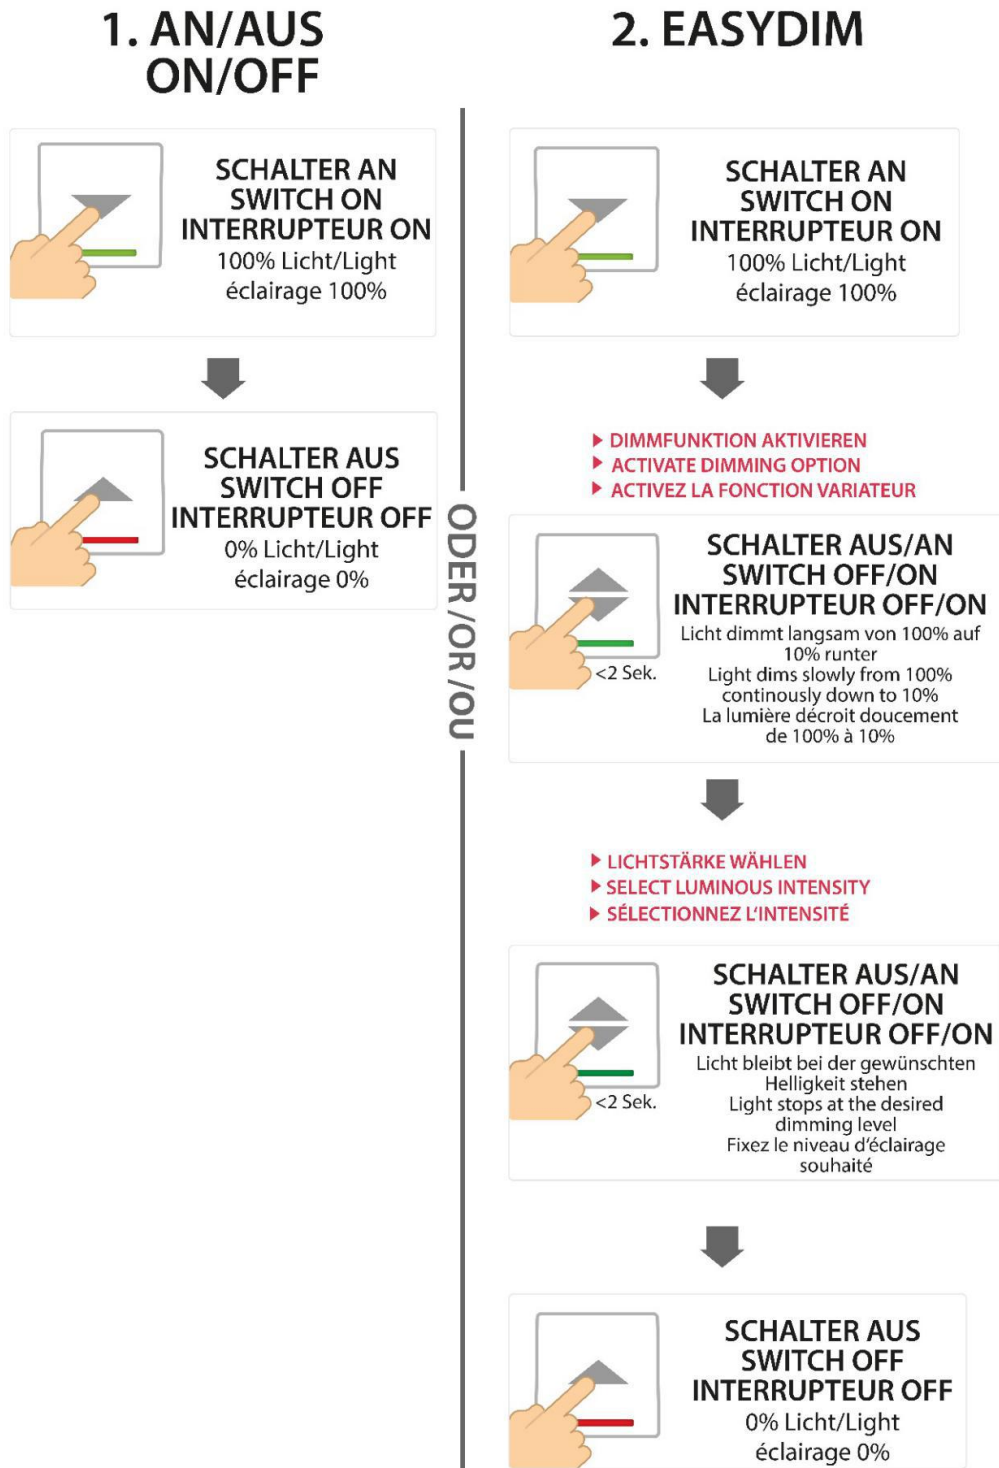 1. AN/AUS
ON/OFF
SCHALTER AN
SWITCH ON
INTERRUPTEUR ON
100% Licht/Light
éclairage 100%
SCHALTER AUS
SWITCH OFF
INTERRUPTEUR OFF
0% Licht/Light
éclairage 0%
ODER /OR /OU
2. EASYDIM
SCHALTER AN
SWITCH ON
INTERRUPTEUR ON
100% Licht/Light
éclairage 100%
DIMMFUNKTION AKTIVIEREN
ACTIVATE DIMMING OPTION
ACTIVEZ LA FONCTION VARIATEUR
SCHALTER AUS/AN
SWITCH OFF/ON
INTERRUPTEUR OFF/ON
Licht dimmt langsam von 100% auf
10% runter
Light dims slowly from 100%
continously down to 10%
La lumière décroit doucement
de 100% à 10%
<2 Sek.
LICHTSTÄRKE WÄHLEN
SELECT LUMINOUS INTENSITY
SÉLECTIONNEZ L'INTENSITÉ
SCHALTER AUS/AN
SWITCH OFF/ON
INTERRUPTEUR OFF/ON
Licht bleibt bei der gewünschten
Helligkeit stehen
Light stops at the desired
dimming level
Fixez le niveau d'éclairage
souhaité
<2 Sek.
SCHALTER AUS
SWITCH OFF
INTERRUPTEUR OFF
0% Licht/Light
éclairage 0%